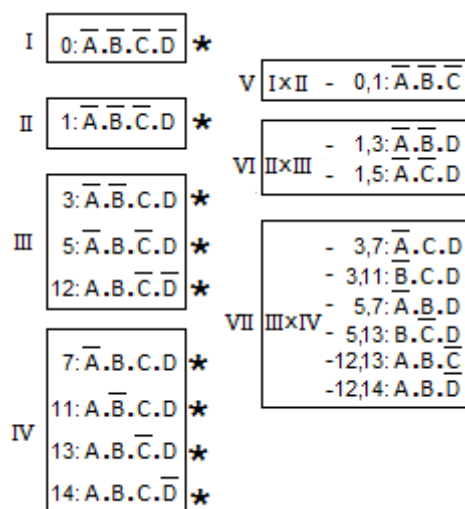 I 0: A̅.B̅.C̅.D̅ *
II 1: A̅.B̅.C̅.D *
3: A̅.B̅.C.D *
III 5: A̅.B.C̅.D *
12: A.B.C̅.D̅ *
7: A̅.B.C.D *
11: A.B̅.C.D *
IV
13: A.B.C̅.D *
14: A.B.C.D̅ *
V I×II - 0,1: A̅.B̅.C̅
- 1,3: A̅.B̅.D
VI II×III - 1,5: A̅.C̅.D
- 3,7: A̅.C.D
- 3,11: B̅.C.D
- 5,7: A̅.B.D
VII III×IV
- 5,13: B.C̅.D
-12,13: A.B.C̅
-12,14: A.B.D̅